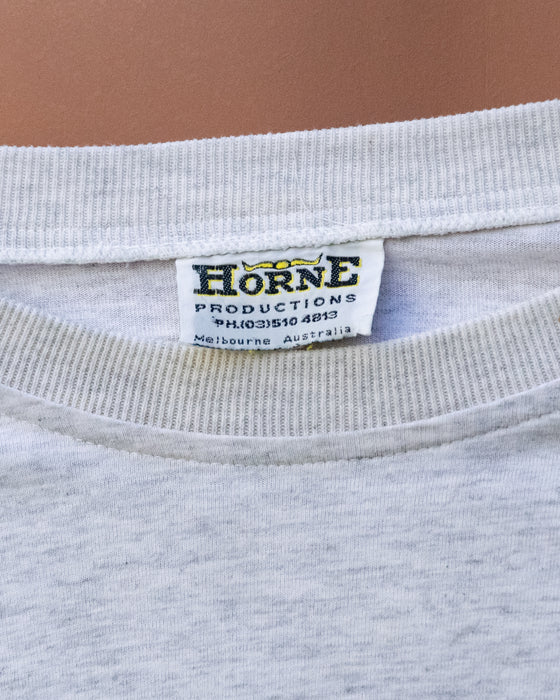 HORNE
PRODUCTIONS
PH.(03)510 4813
Melbourne Australia